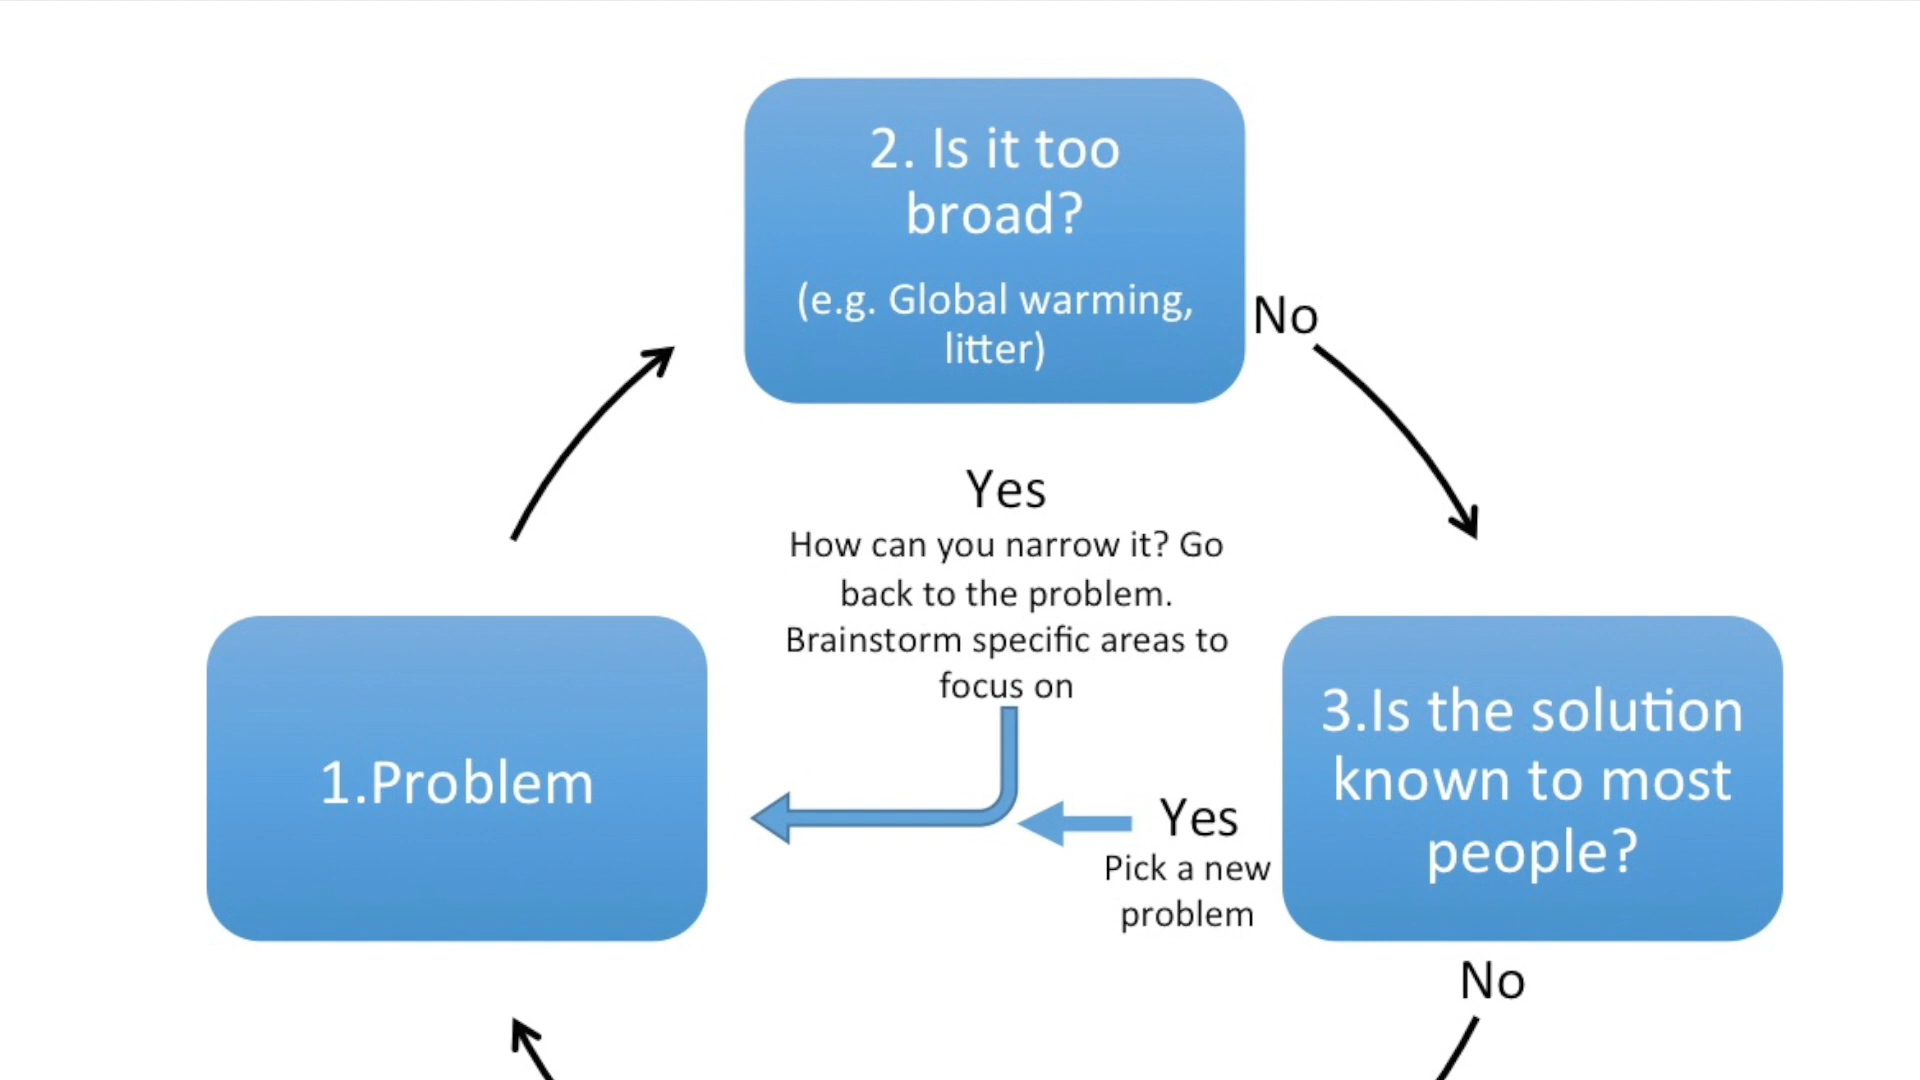 2. Is it too
broad?
(e.g. Global warming,
litter)
No
Yes
How can you narrow it? Go
back to the problem.
Brainstorm specific areas to
focus on
1.Problem
Yes
Pick a new
problem
3.Is the solution
known to most
people?
No